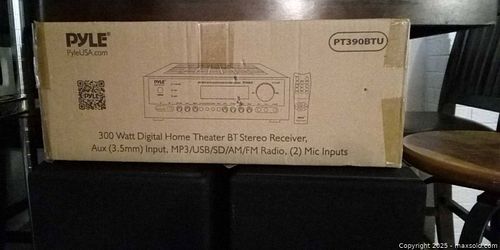 PYLE
PyleUSA.com
PT390BTU
PYLE
300 Watt Digital Home Theater BT Stereo Receiver,
Aux (3.5mm) Input, MP3/USB/SD/AM/FM Radio, (2) Mic Inputs
Copyright 2025 - maxsold.com